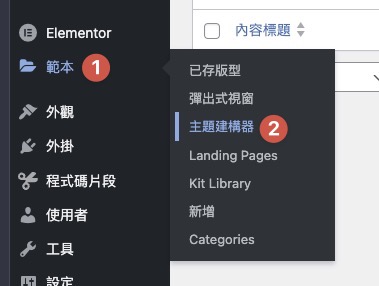 Elementor
範本 1
外觀
外掛
程式碼片段
使用者
工具
設定
內容標題
已存版型
彈出式視窗
主題建構器 2
Landing Pages
Kit Library
新增
Categories